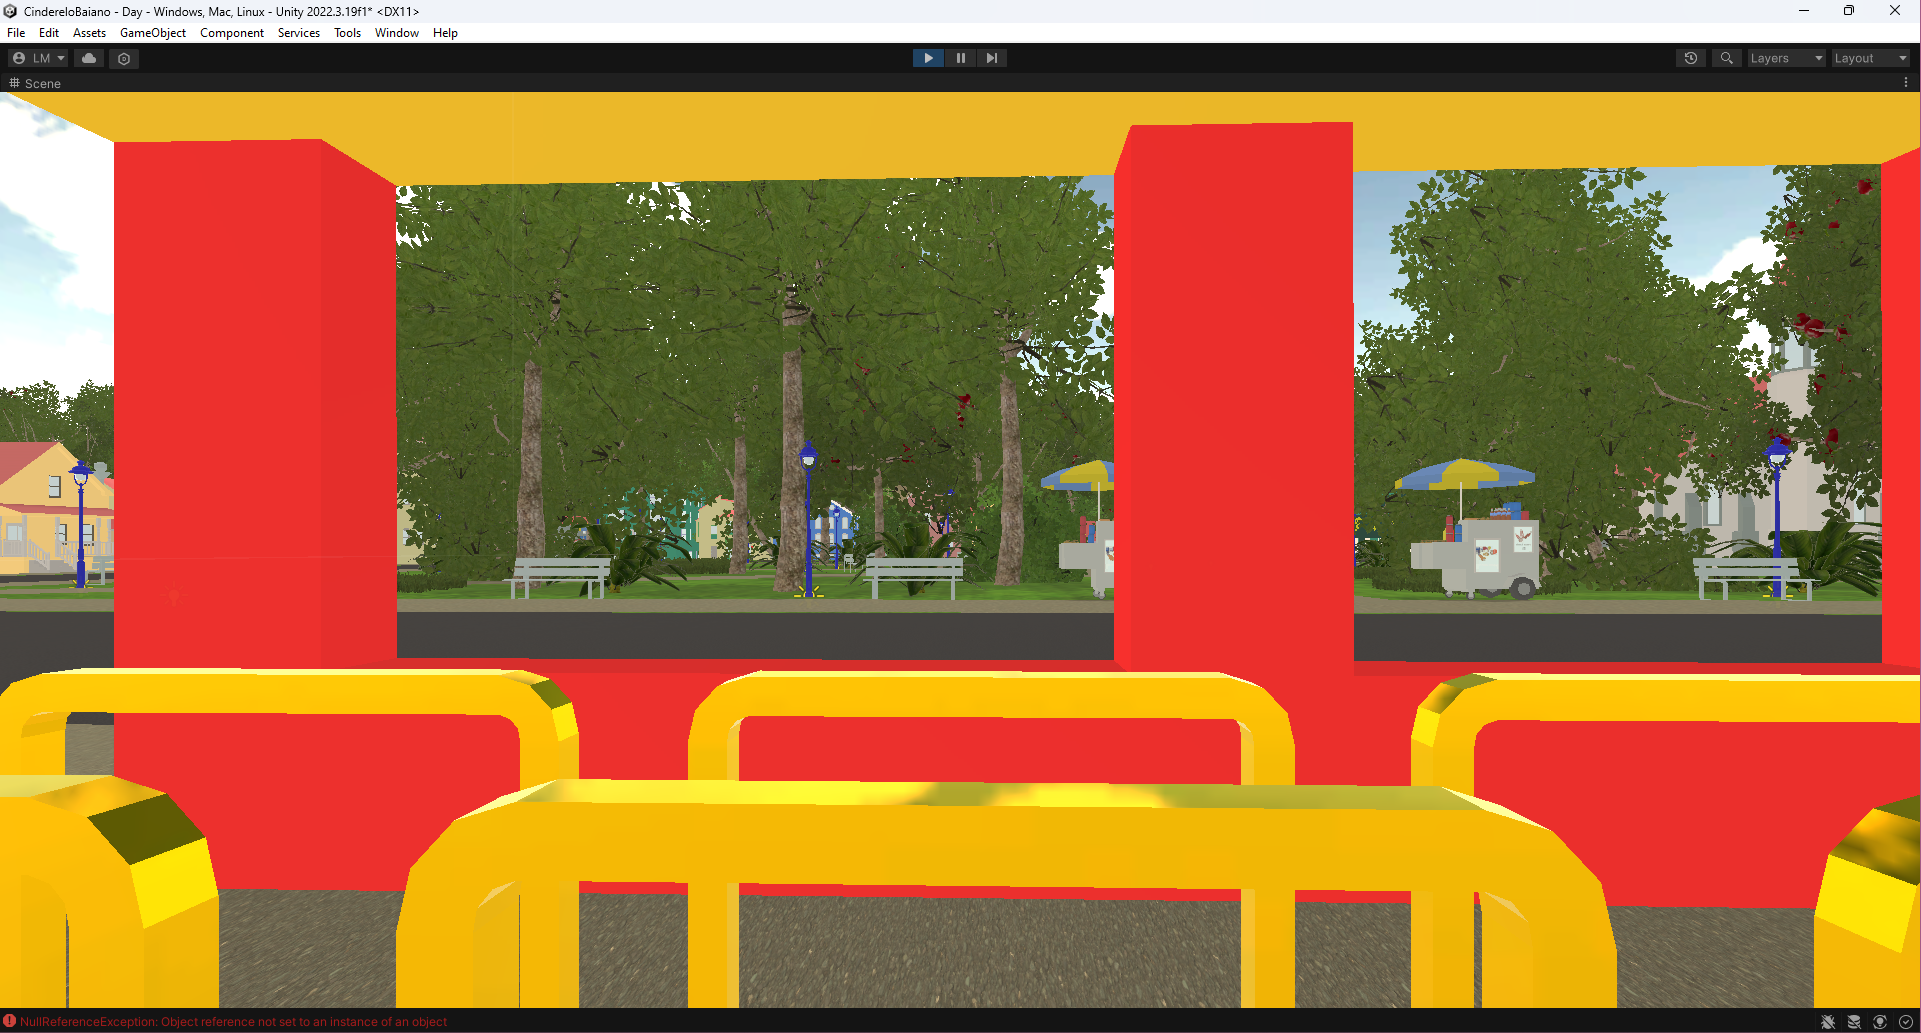 CindereloBaiano - Day - Windows, Mac, Linux - Unity 2022.3.19f1* <DX11>
File Edit Assets GameObject Component Services Tools Window Help
LM Layers Layout
Scene
NullReferenceException: Object reference not set to an instance of an object